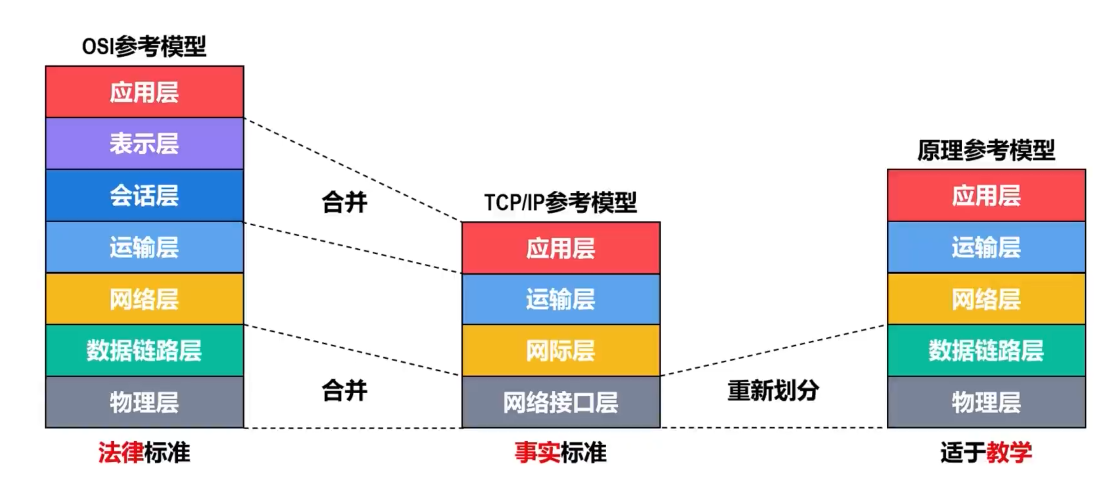 OSI参考模型
应用层
表示层
会话层
运输层
网络层
数据链路层
物理层
法律标准
合并
合并
TCP/IP参考模型
应用层
运输层
网际层
网络接口层
事实标准
重新划分
原理参考模型
应用层
运输层
网络层
数据链路层
物理层
适于教学